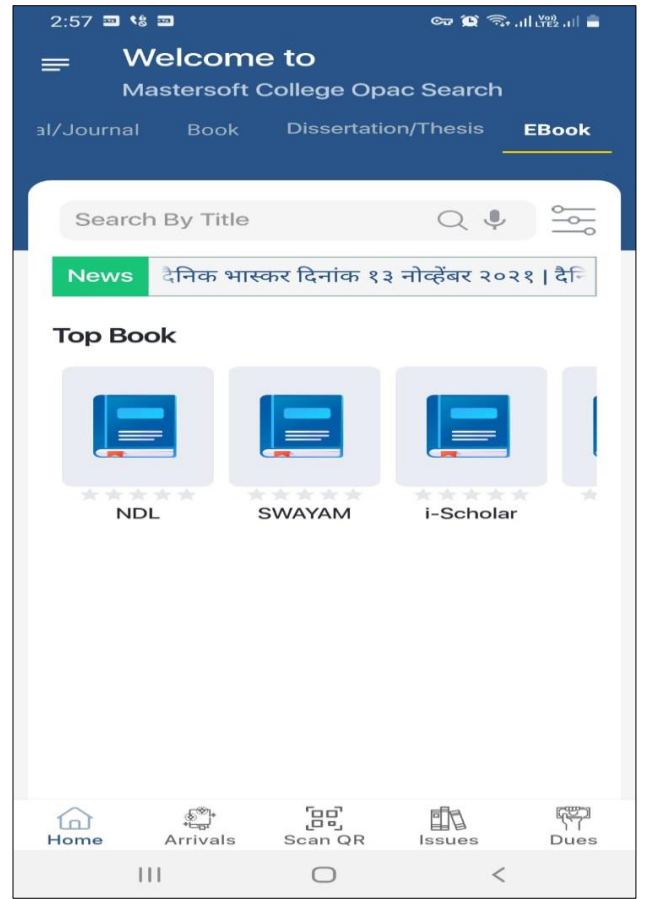 2:57
Welcome to
Mastersoft College Opac Search
al/Journal Book Dissertation/Thesis EBook
Search By Title
News दैनिक भास्कर दिनांक १३ नोव्हेंबर २०२१ | दैनि
Top Book
NDL SWAYAM i-Scholar
Home Arrivals Scan QR Issues Dues